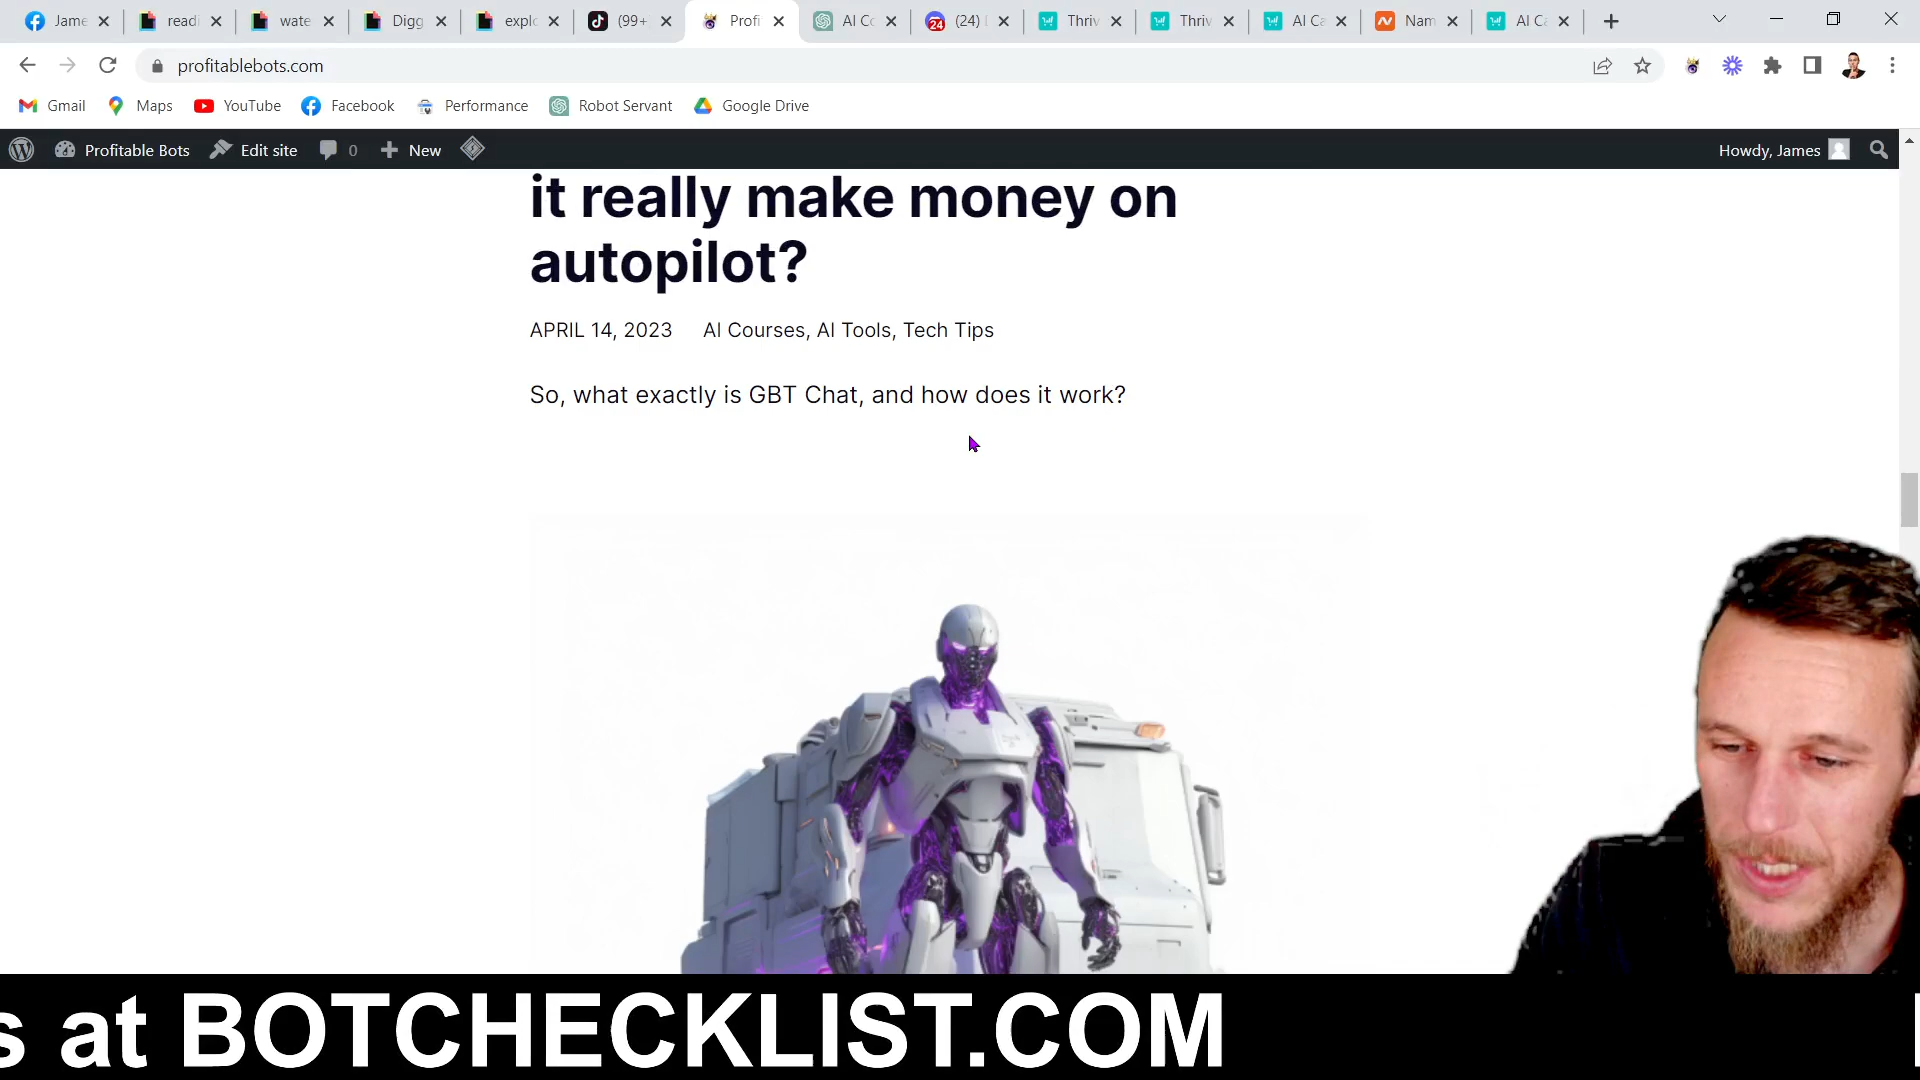 Jame
readi
wate
Digg
explo
(99+
Profi
AI Co
24
(24)
Thriv
Thriv
AI Ca
Nam
AI Ca
profitablebots.com
Gmail
Maps
YouTube
Facebook
Performance
Robot Servant
Google Drive
Profitable Bots
Edit site
0
New
Howdy, James
it really make money on
autopilot?
APRIL 14, 2023 AI Courses, AI Tools, Tech Tips
So, what exactly is GBT Chat, and how does it work?
s at BOTCHECKLIST.COM